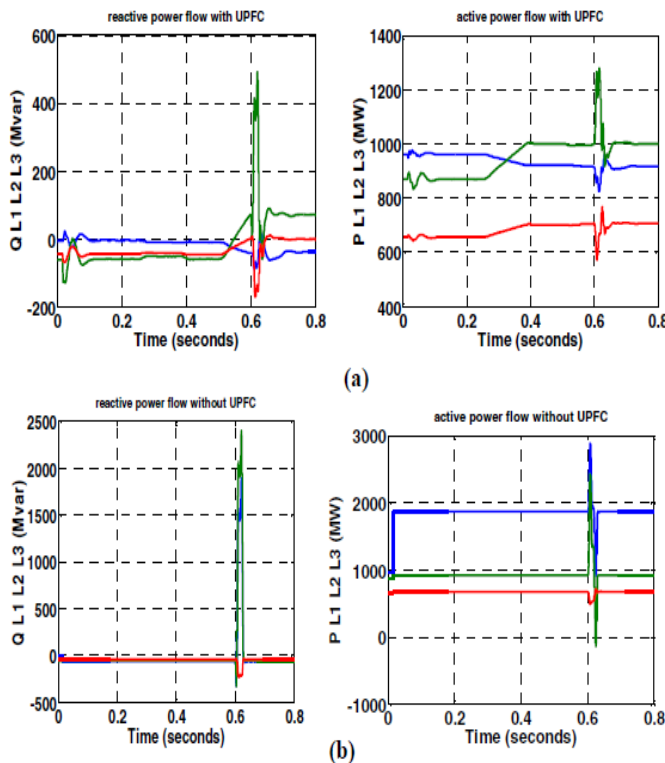 reactive power flow with UPFC
Q L1 L2 L3 (Mvar)
600
400
200
0
-200
0 0.2 0.4 0.6 0.8
Time (seconds)
active power flow with UPFC
P L1 L2 L3 (MW)
1400
1200
1000
800
600
400
0 0.2 0.4 0.6 0.8
Time (seconds)
(a)
reactive power flow without UPFC
Q L1 L2 L3 (Mvar)
2500
2000
1500
1000
500
0
-500
0 0.2 0.4 0.6 0.8
Time (seconds)
active power flow without UPFC
P L1 L2 L3 (MW)
3000
2000
1000
0
-1000
0 0.2 0.4 0.6 0.8
Time (seconds)
(b)